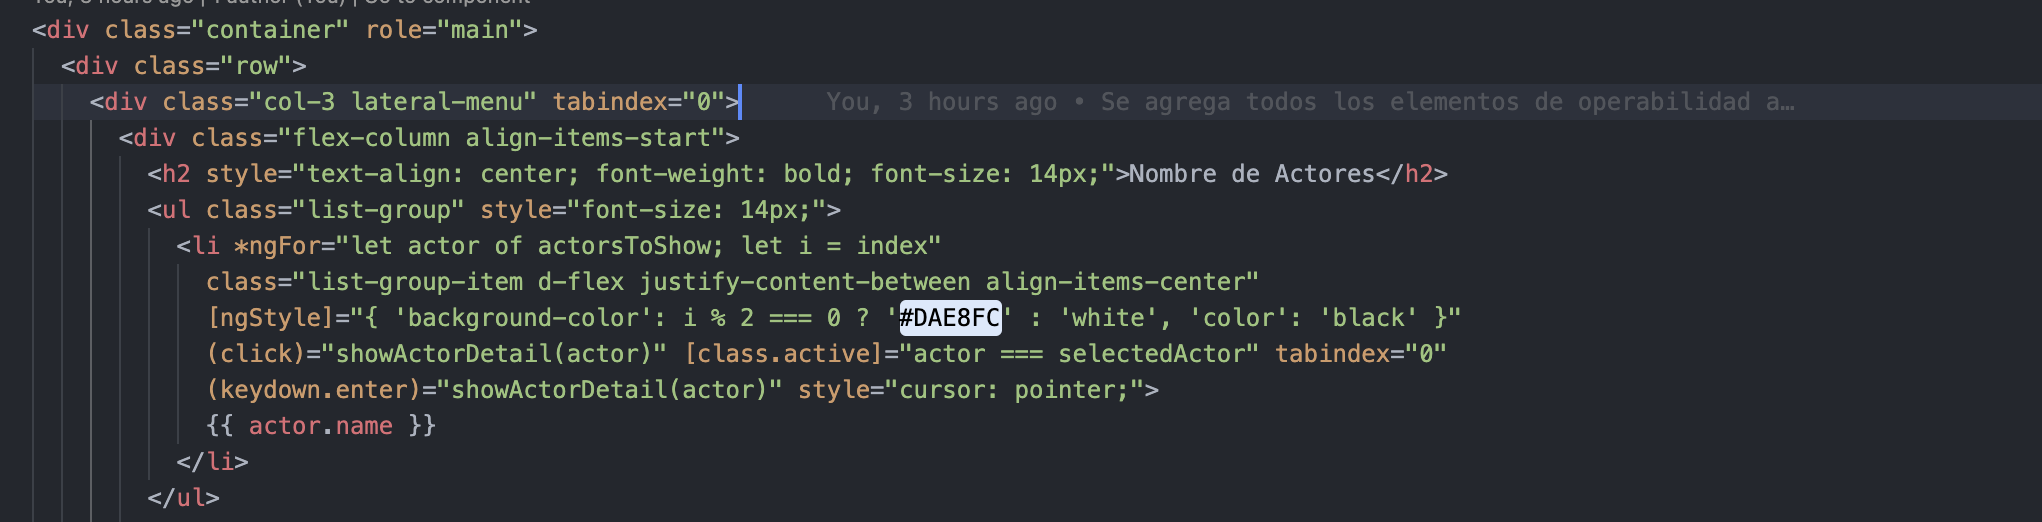 You, 3 hours ago | 1 author (You) | Go to component
<div class="container" role="main">
<div class="row">
<div class="col-3 lateral-menu" tabindex="0"> You, 3 hours ago • Se agrega todos los elementos de operabilidad a…
<div class="flex-column align-items-start">
<h2 style="text-align: center; font-weight: bold; font-size: 14px;">Nombre de Actores</h2>
<ul class="list-group" style="font-size: 14px;">
<li *ngFor="let actor of actorsToShow; let i = index"
class="list-group-item d-flex justify-content-between align-items-center"
[ngStyle]="{ 'background-color': i % 2 === 0 ? '#DAE8FC' : 'white', 'color': 'black' }"
(click)="showActorDetail(actor)" [class.active]="actor === selectedActor" tabindex="0"
(keydown.enter)="showActorDetail(actor)" style="cursor: pointer;">
{{ actor.name }}
</li>
</ul>